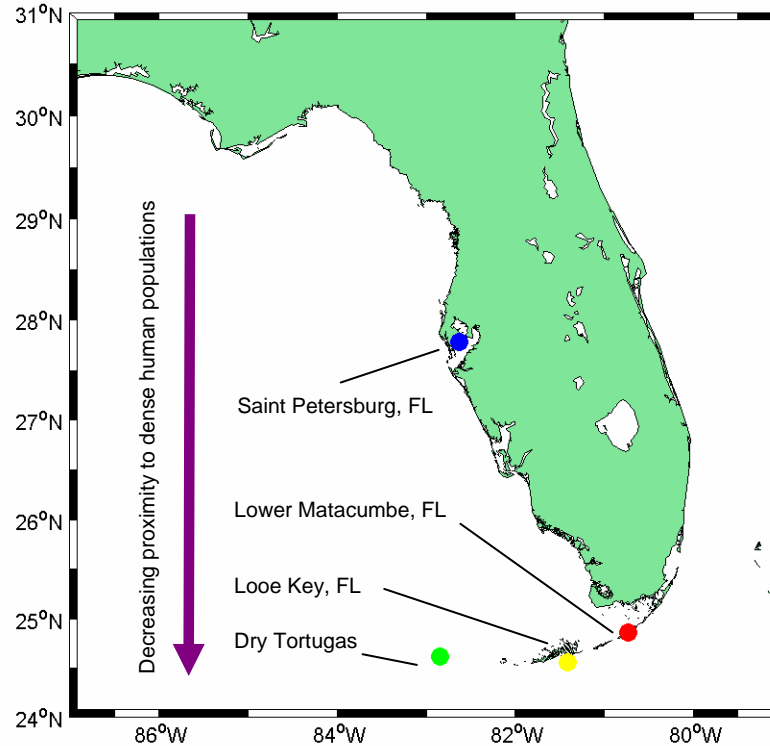 31°N
30°N
29°N
28°N
27°N
26°N
25°N
24°N
Decreasing proximity to dense human populations
Saint Petersburg, FL
Lower Matacumbe, FL
Looe Key, FL
Dry Tortugas
86°W
84°W
82°W
80°W